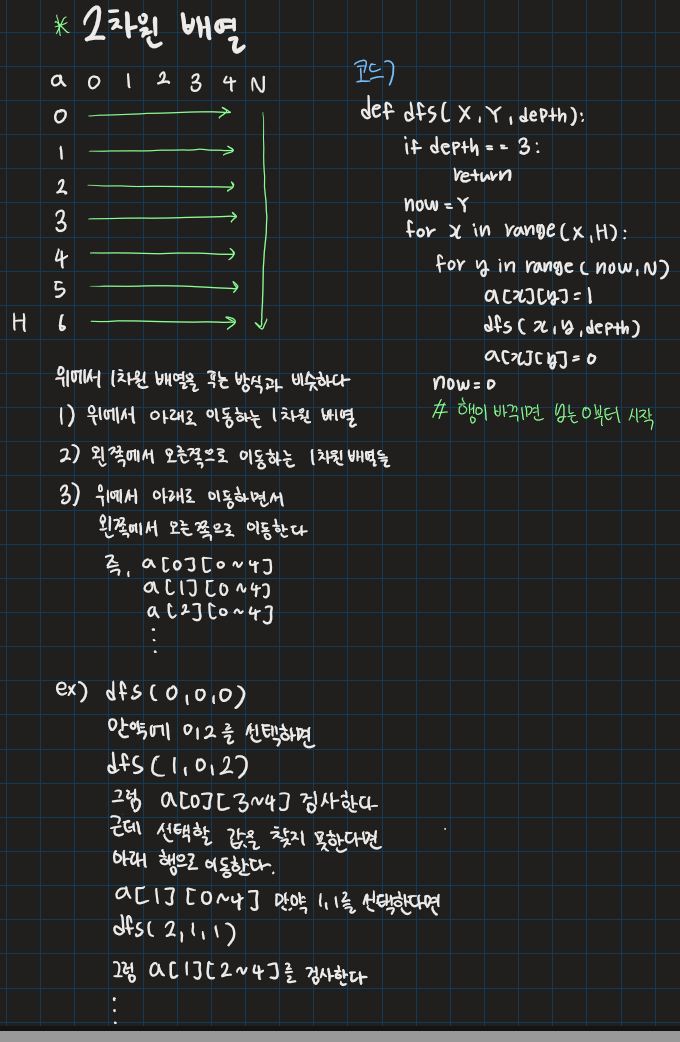 * 2차원 배열
a 0 1 2 3 4 N
0
1
2
3
4
5
H 6
코드)
def dfs(X, Y, depth):
if depth == 3:
return
now = Y
for x in range(X,H):
for y in range(now,N)
a[x][y]=1
dfs(x,y,depth)
a[x][y]=0
now=0
# 행이 바뀌면 y는 0부터 시작
위에서 1차원 배열을 푸는 방식과 비슷하다
1) 위에서 아래로 이동하는 1차원 배열
2) 왼쪽에서 오른쪽으로 이동하는 1차원 배열들
3) 위에서 아래로 이동하면서
왼쪽에서 오른쪽으로 이동한다
즉, a[0][0~4]
a[1][0~4]
a[2][0~4]
⋮
ex) dfs(0,0,0)
만약에 0,2를 선택하면
dfs(1,0,2)
그럼 a[0][3~4] 검사한다
근데 선택할 값을 찾지 못한다면
아래 행으로 이동한다.
a[1][0~4] 만약 1,1를 선택한다면
dfs(2,1,1)
그럼 a[1][2~4]를 검사한다
⋮